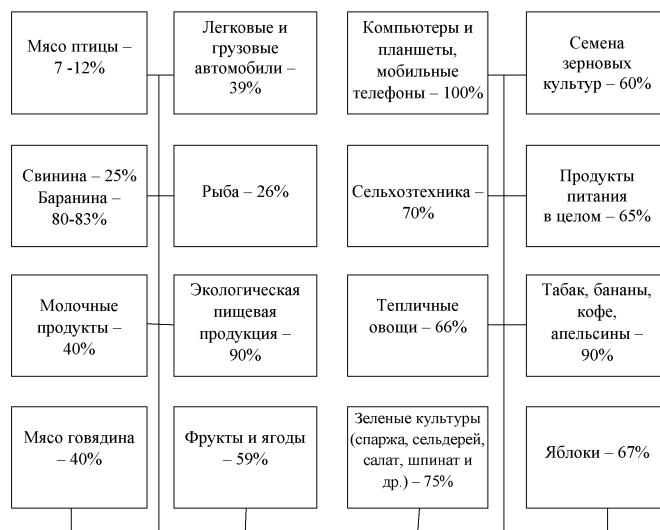 Мясо птицы –
7 -12%
Легковые и
грузовые
автомобили –
39%
Компьютеры и
планшеты,
мобильные
телефоны – 100%
Семена
зерновых
культур – 60%
Свинина – 25%
Баранина –
80-83%
Рыба – 26%
Сельхозтехника –
70%
Продукты
питания
в целом – 65%
Молочные
продукты –
40%
Экологическая
пищевая
продукция –
90%
Тепличные
овощи – 66%
Табак, бананы,
кофе,
апельсины –
90%
Мясо говядина
– 40%
Фрукты и ягоды
– 59%
Зеленые культуры
(спаржа, сельдерей,
салат, шпинат и
др.) – 75%
Яблоки – 67%